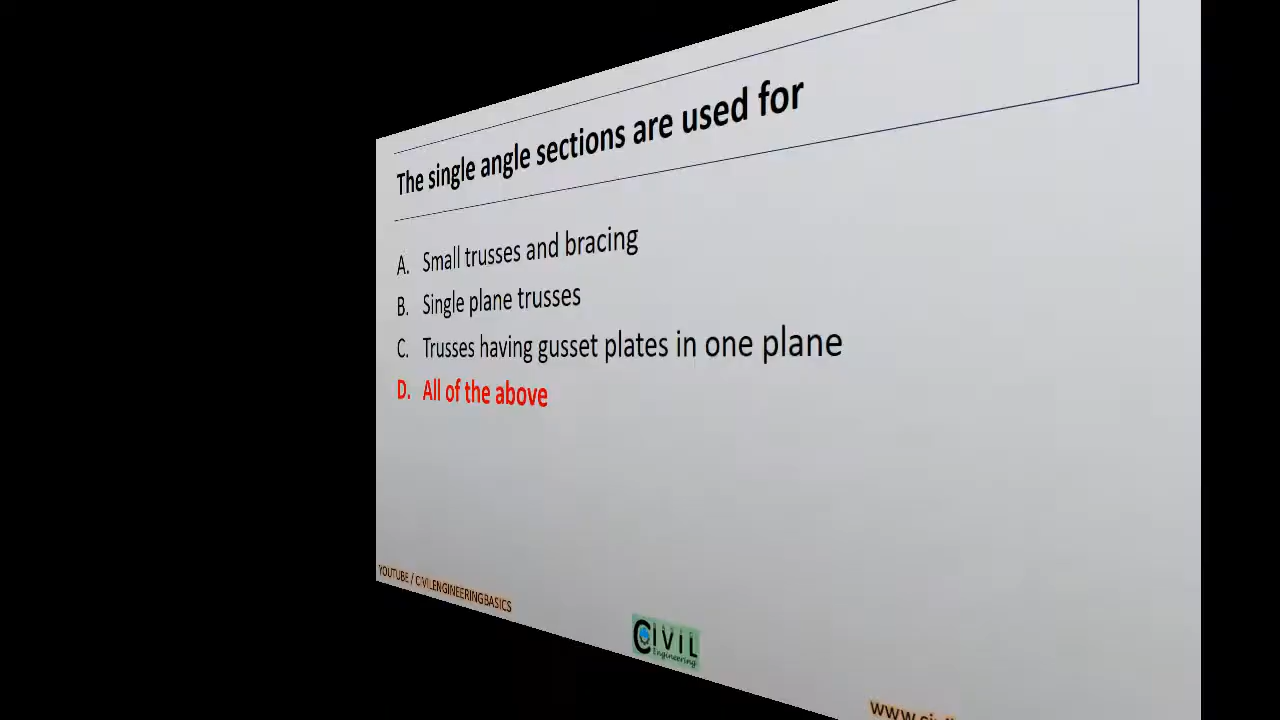 The single angle sections are used for
A. Small trusses and bracing
B. Single plane trusses
C. Trusses having gusset plates in one plane
D. All of the above
YOUTUBE / CIVILENGINEERINGBASICS
CIVIL
Engineering